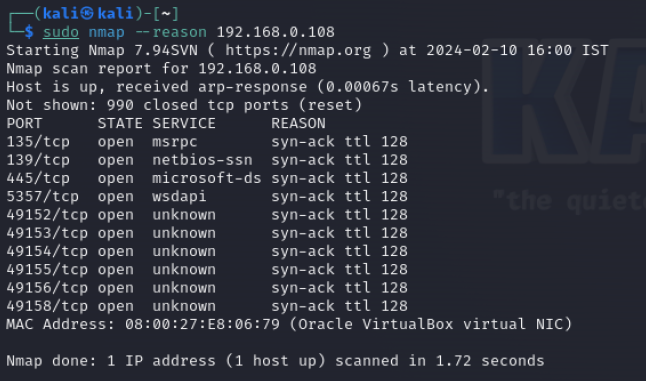 ┌──(kali㉿kali)-[~]
└─$ sudo nmap --reason 192.168.0.108
Starting Nmap 7.94SVN ( https://nmap.org ) at 2024-02-10 16:00 IST
Nmap scan report for 192.168.0.108
Host is up, received arp-response (0.00067s latency).
Not shown: 990 closed tcp ports (reset)
PORT      STATE SERVICE      REASON
135/tcp   open  msrpc        syn-ack ttl 128
139/tcp   open  netbios-ssn  syn-ack ttl 128
445/tcp   open  microsoft-ds syn-ack ttl 128
5357/tcp  open  wsdapi       syn-ack ttl 128
49152/tcp open  unknown      syn-ack ttl 128
49153/tcp open  unknown      syn-ack ttl 128
49154/tcp open  unknown      syn-ack ttl 128
49155/tcp open  unknown      syn-ack ttl 128
49156/tcp open  unknown      syn-ack ttl 128
49158/tcp open  unknown      syn-ack ttl 128
MAC Address: 08:00:27:E8:06:79 (Oracle VirtualBox virtual NIC)
Nmap done: 1 IP address (1 host up) scanned in 1.72 seconds
KA
"the quiet